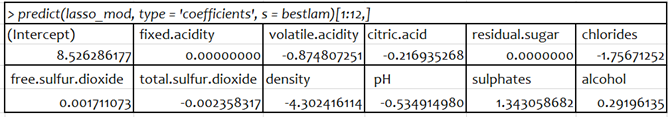 > predict(lasso_mod, type = 'coefficients', s = bestlam)[1:12,]
(Intercept) fixed.acidity volatile.acidity citric.acid residual.sugar chlorides
8.526286177 0.00000000 -0.874807251 -0.216935268 0.0000000 -1.75671252
free.sulfur.dioxide total.sulfur.dioxide density pH sulphates alcohol
0.001711073 -0.002358317 -4.302416114 -0.534914980 1.343058682 0.29196135